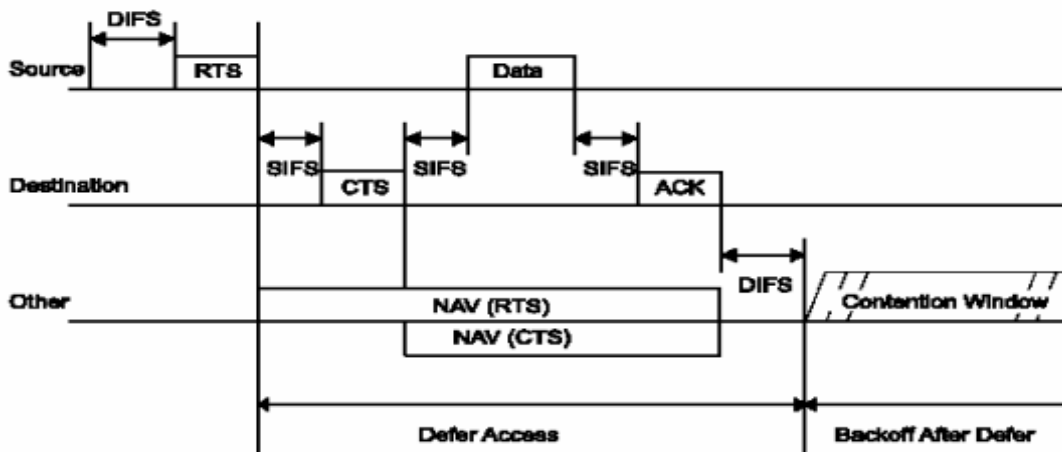 DIFS
Source
RTS
Data
SIFS
SIFS
SIFS
Destination
CTS
ACK
DIFS
Other
NAV (RTS)
Contention Window
NAV (CTS)
Defer Access
Backoff After Defer